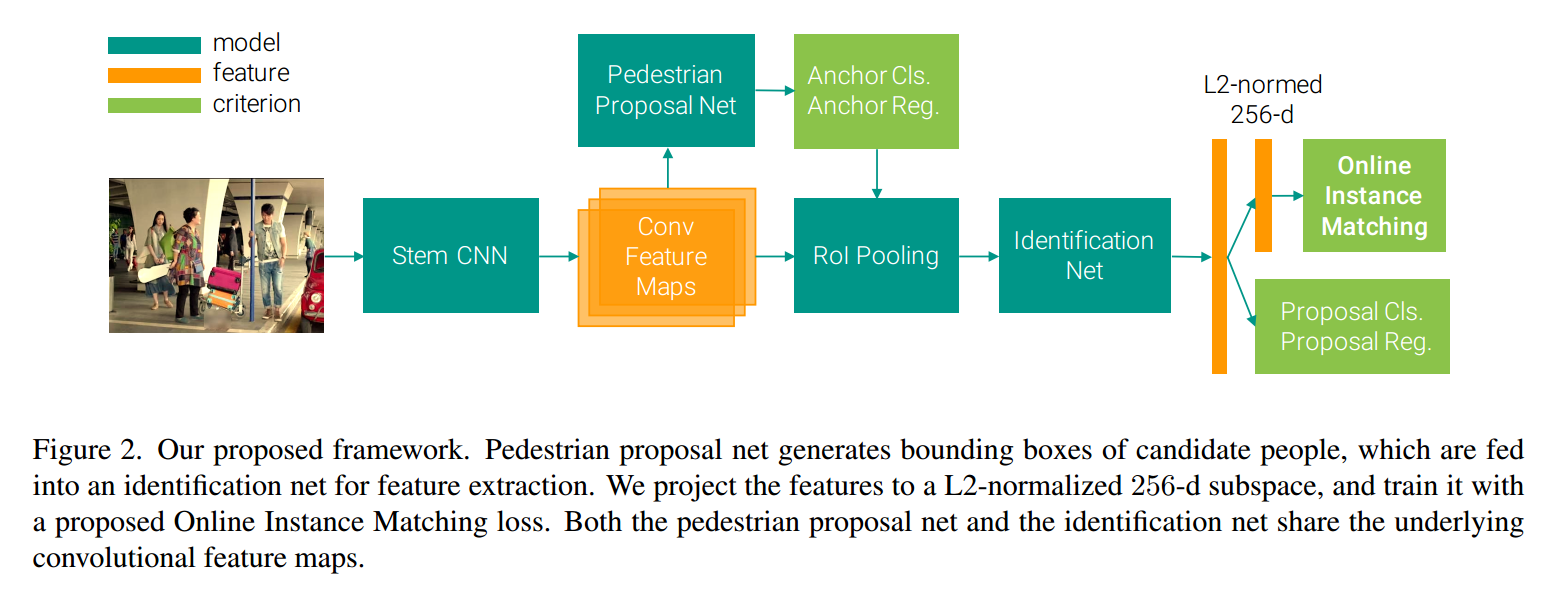 model
feature
criterion
Pedestrian
Proposal Net
Anchor Cls.
Anchor Reg.
L2-normed
256-d
Stem CNN
Conv
Feature
Maps
RoI Pooling
Identification
Net
Online
Instance
Matching
Proposal Cls.
Proposal Reg.
Figure 2. Our proposed framework. Pedestrian proposal net generates bounding boxes of candidate people, which are fed
into an identification net for feature extraction. We project the features to a L2-normalized 256-d subspace, and train it with
a proposed Online Instance Matching loss. Both the pedestrian proposal net and the identification net share the underlying
convolutional feature maps.